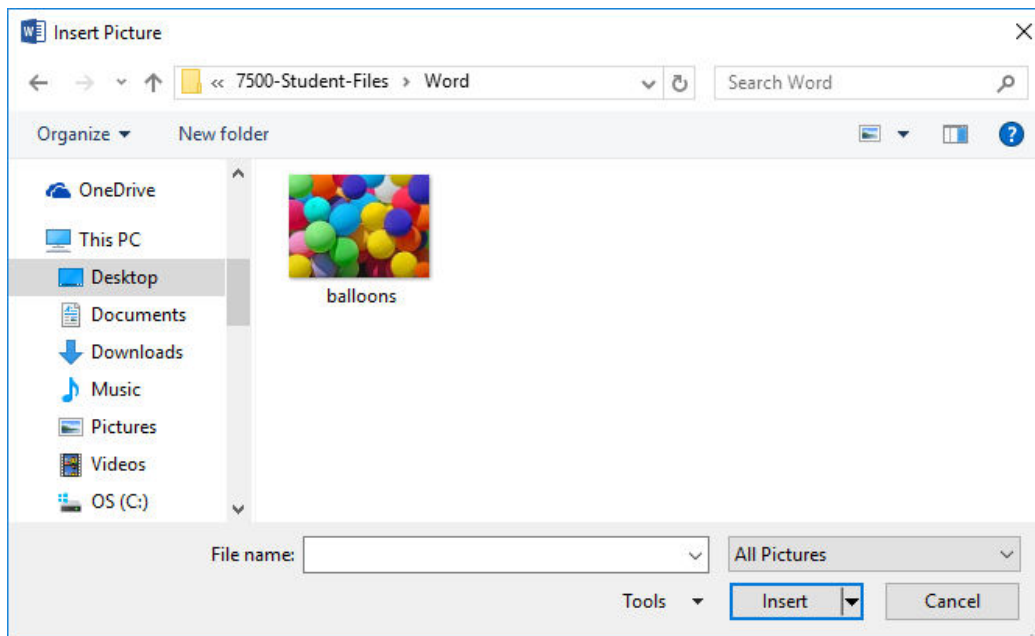 Insert Picture
« 7500-Student-Files > Word
Search Word
Organize
New folder
?
OneDrive
This PC
Desktop
Documents
Downloads
Music
Pictures
Videos
OS (C:)
balloons
File name:
All Pictures
Tools
Insert
Cancel